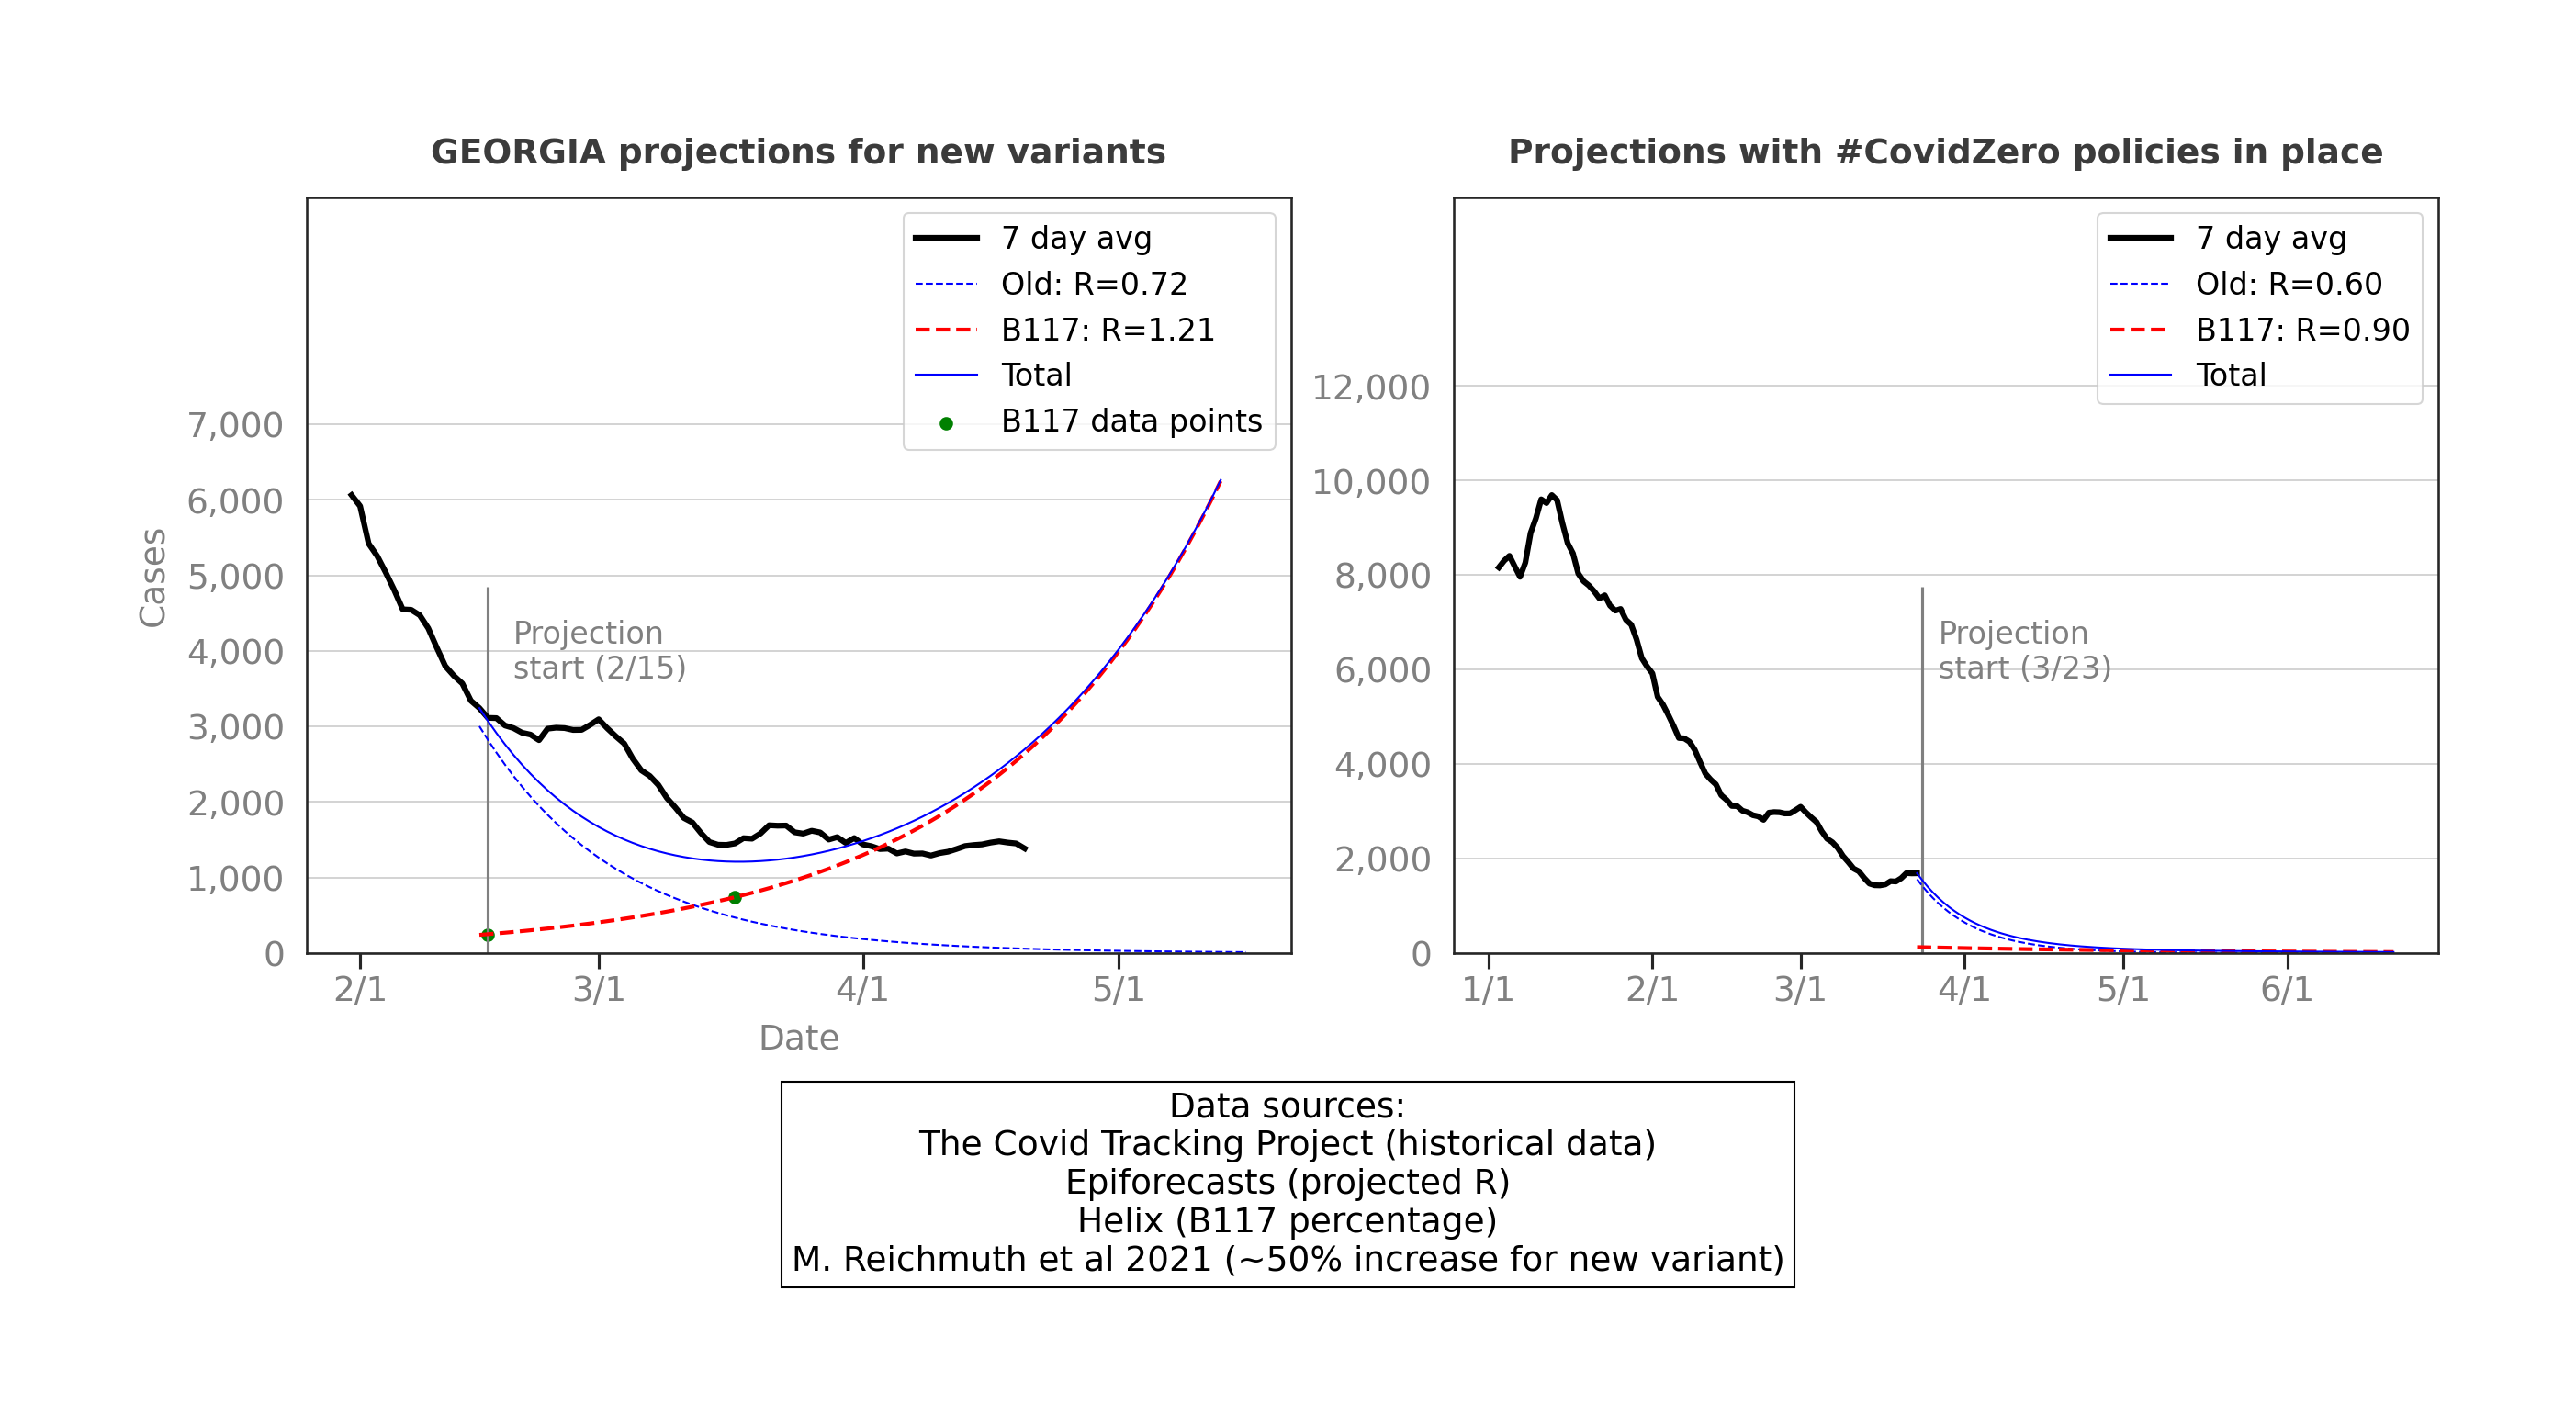 GEORGIA projections for new variants
7 day avg
Old: R=0.72
B117: R=1.21
Total
B117 data points
7,000
6,000
5,000
4,000
3,000
2,000
1,000
0
Cases
Projection
start (2/15)
2/1
3/1
4/1
5/1
Date
Projections with #CovidZero policies in place
7 day avg
Old: R=0.60
B117: R=0.90
Total
12,000
10,000
8,000
6,000
4,000
2,000
0
Projection
start (3/23)
1/1
2/1
3/1
4/1
5/1
6/1
Data sources:
The Covid Tracking Project (historical data)
Epiforecasts (projected R)
Helix (B117 percentage)
M. Reichmuth et al 2021 (~50% increase for new variant)